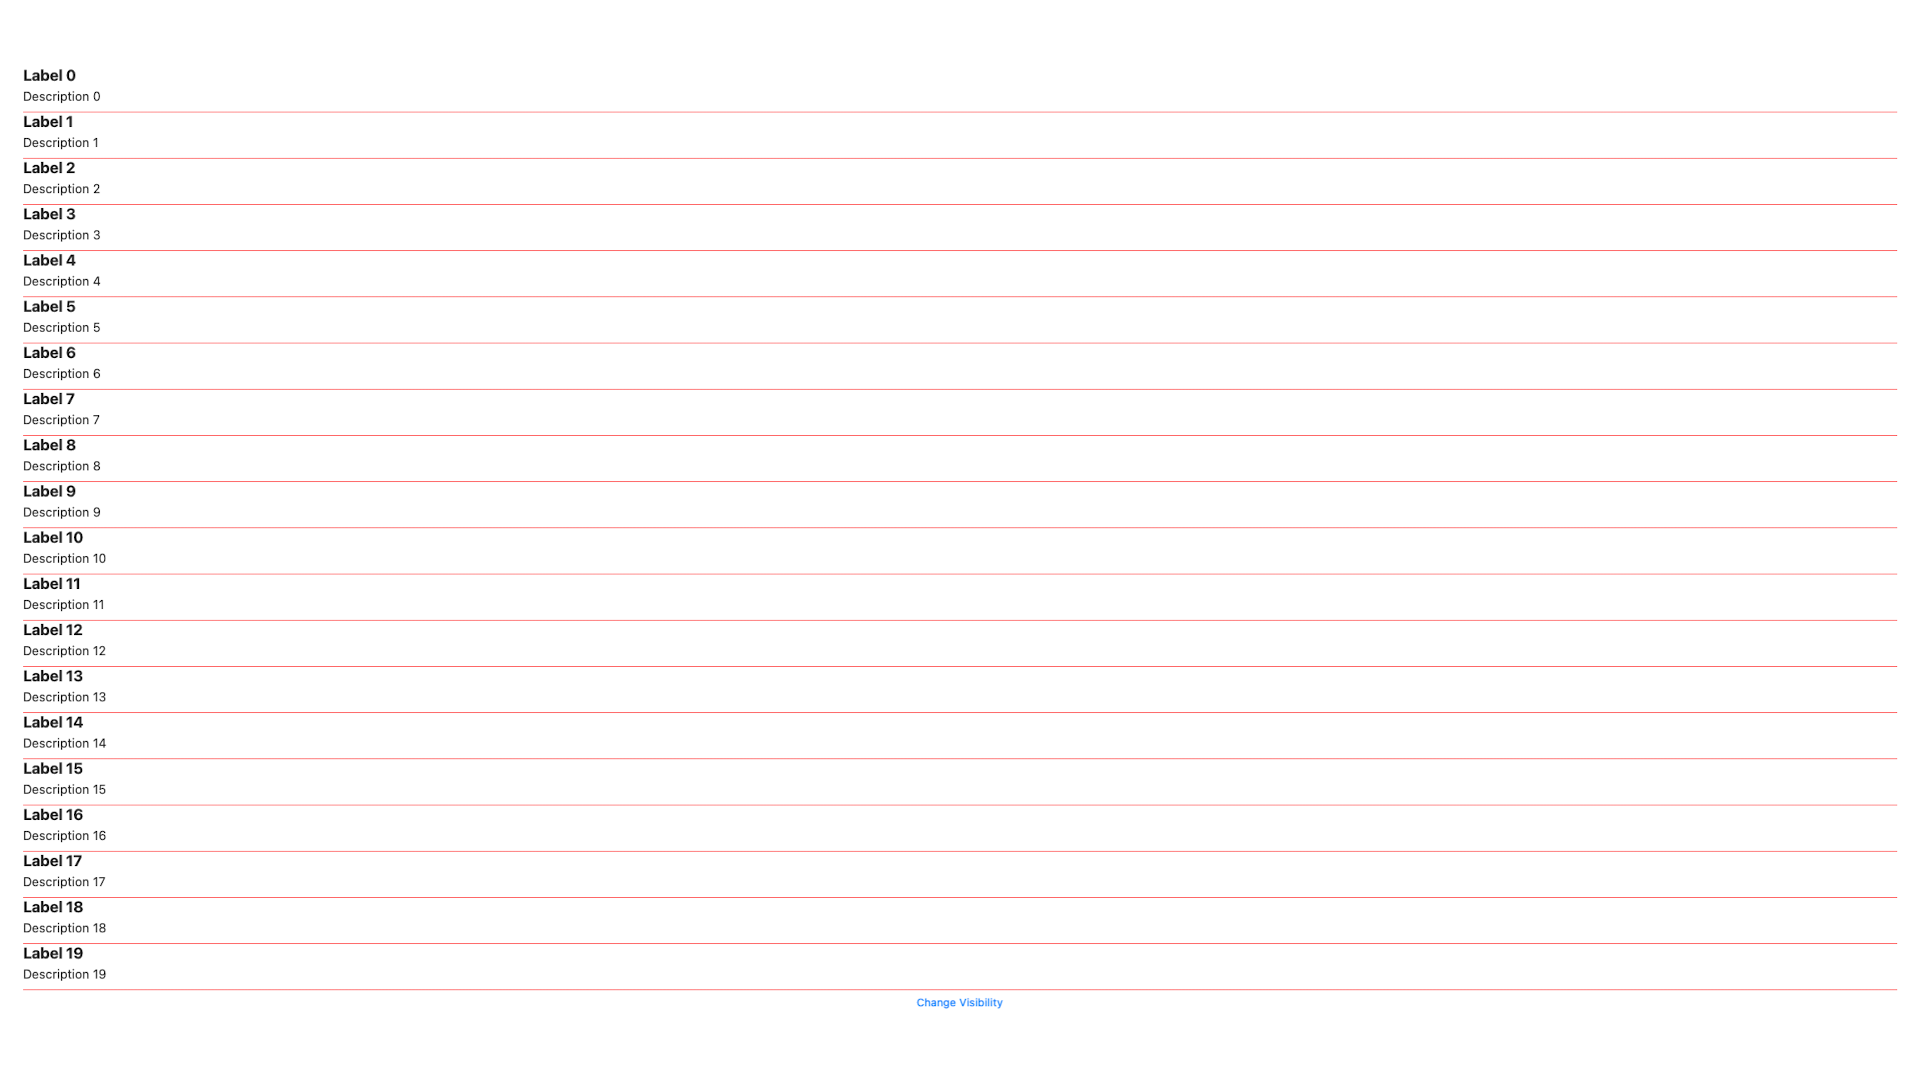 Label 0
Description 0
Label 1
Description 1
Label 2
Description 2
Label 3
Description 3
Label 4
Description 4
Label 5
Description 5
Label 6
Description 6
Label 7
Description 7
Label 8
Description 8
Label 9
Description 9
Label 10
Description 10
Label 11
Description 11
Label 12
Description 12
Label 13
Description 13
Label 14
Description 14
Label 15
Description 15
Label 16
Description 16
Label 17
Description 17
Label 18
Description 18
Label 19
Description 19
Change Visibility